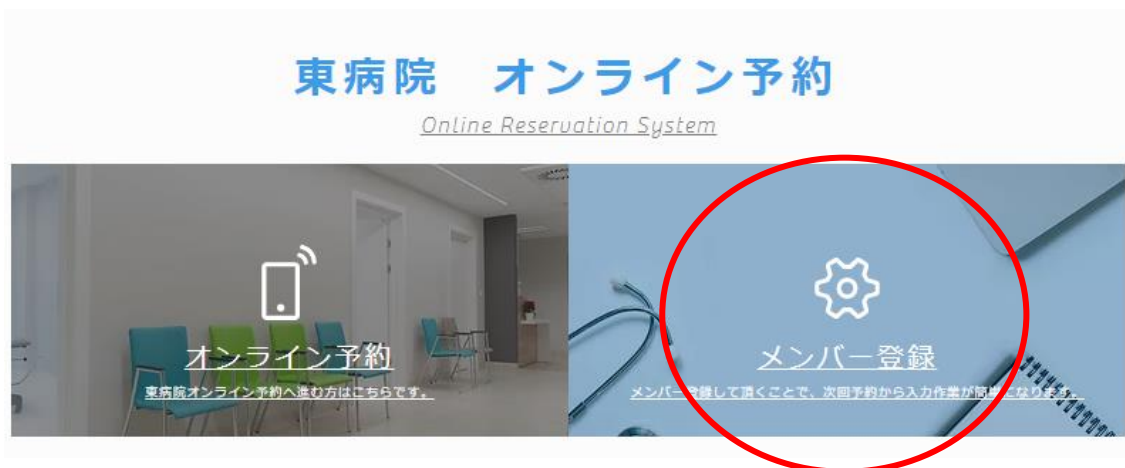 東病院　オンライン予約
Online Reservation System
オンライン予約
東病院オンライン予約へ進む方はこちらです。
メンバー登録
メンバー登録して頂くことで、次回予約から入力作業が簡単になります。